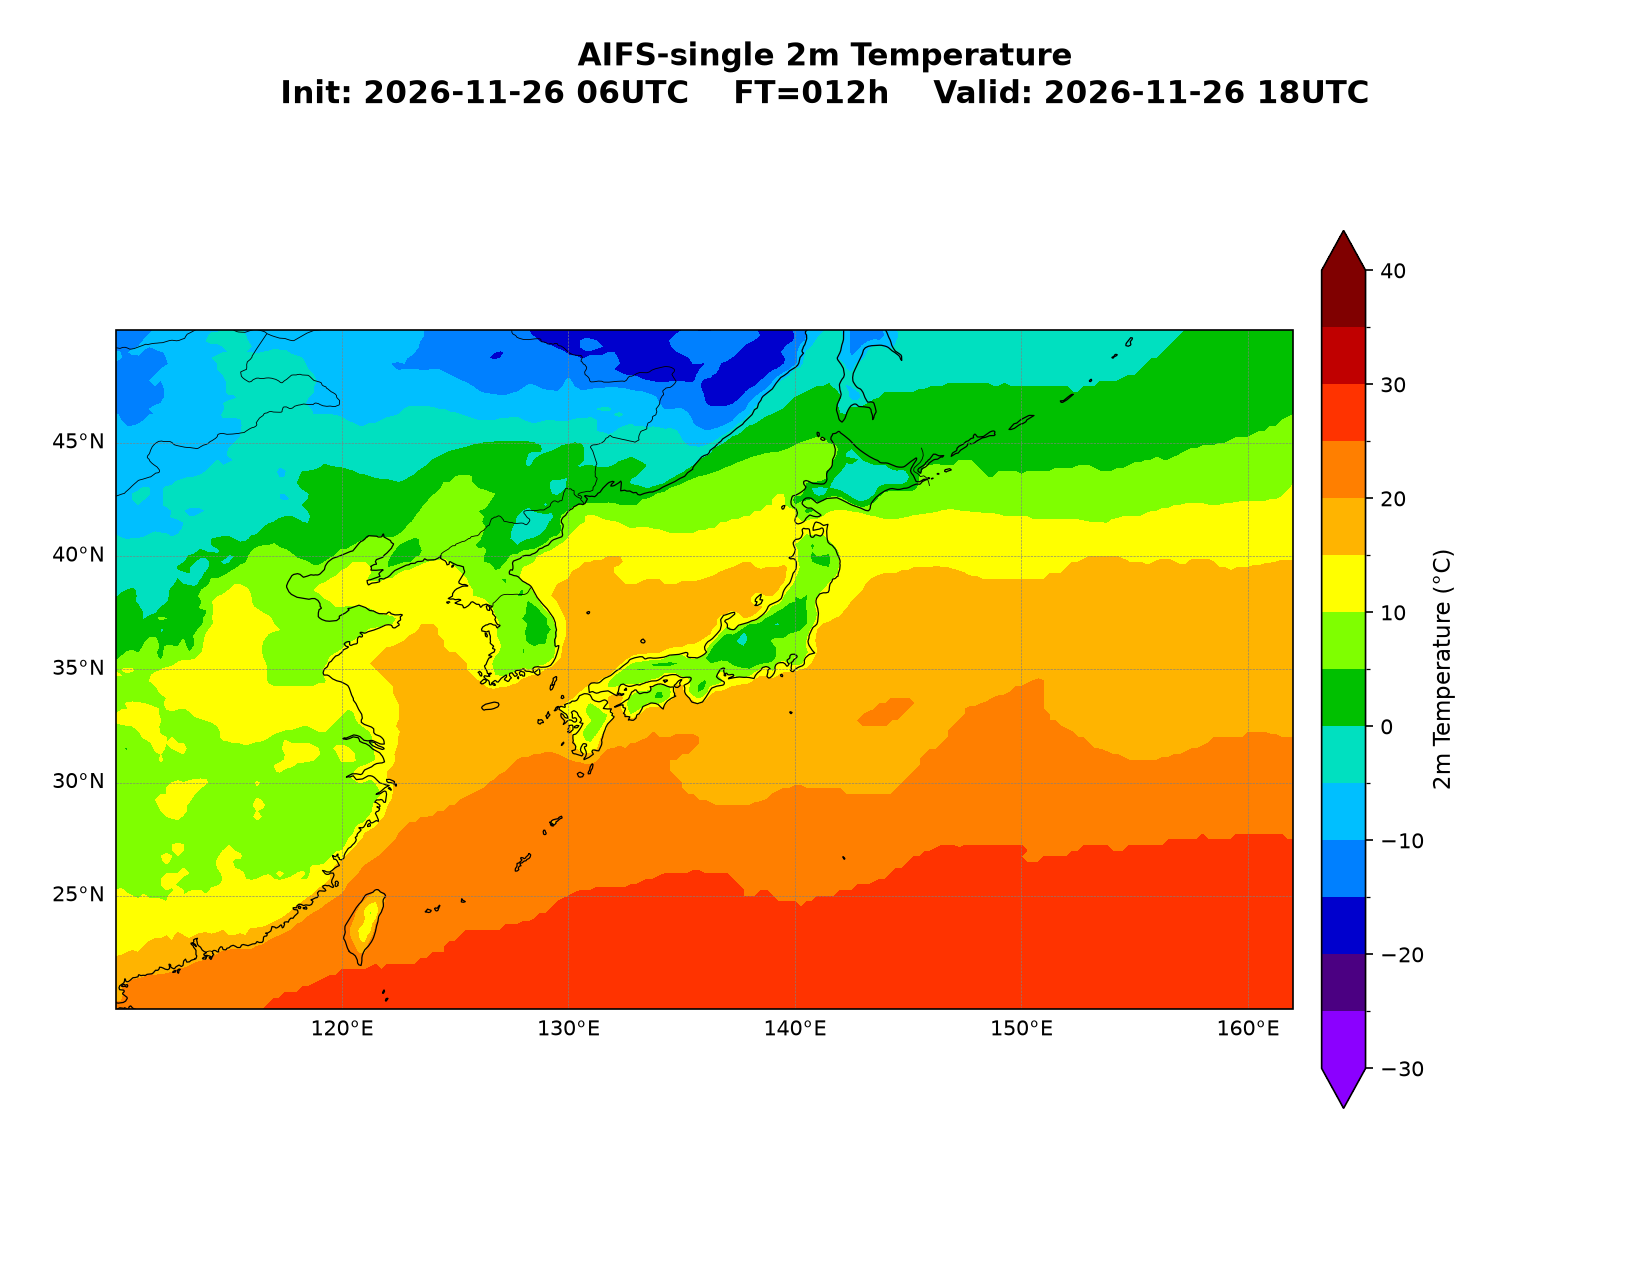 AIFS-single 2m Temperature
Init: 2026-11-26 06UTC    FT=012h    Valid: 2026-11-26 18UTC
45°N
40°N
35°N
30°N
25°N
120°E
130°E
140°E
150°E
160°E
40
30
20
10
0
−10
−20
−30
2m Temperature (°C)